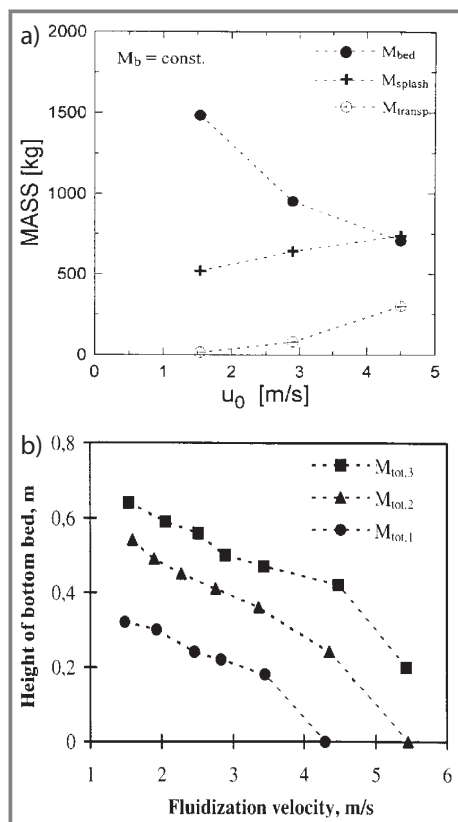 a)
2000
1500
1000
500
0
MASS [kg]
M_b = const.
M_bed
M_splash
M_transp.
0 1 2 3 4 5
u_0 [m/s]
b)
0,8
0,6
0,4
0,2
0
Height of bottom bed, m
M_tot,3
M_tot,2
M_tot,1
1 2 3 4 5 6
Fluidization velocity, m/s